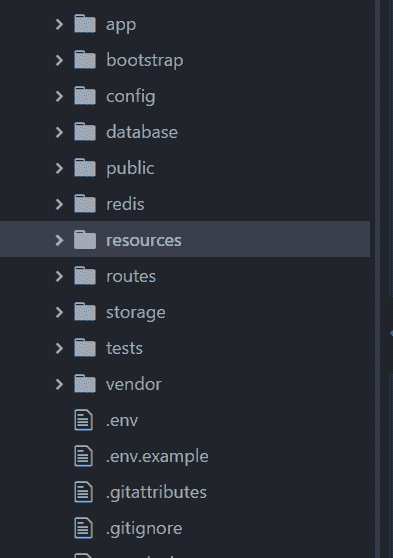 app
bootstrap
config
database
public
redis
resources
routes
storage
tests
vendor
.env
.env.example
.gitattributes
.gitignore